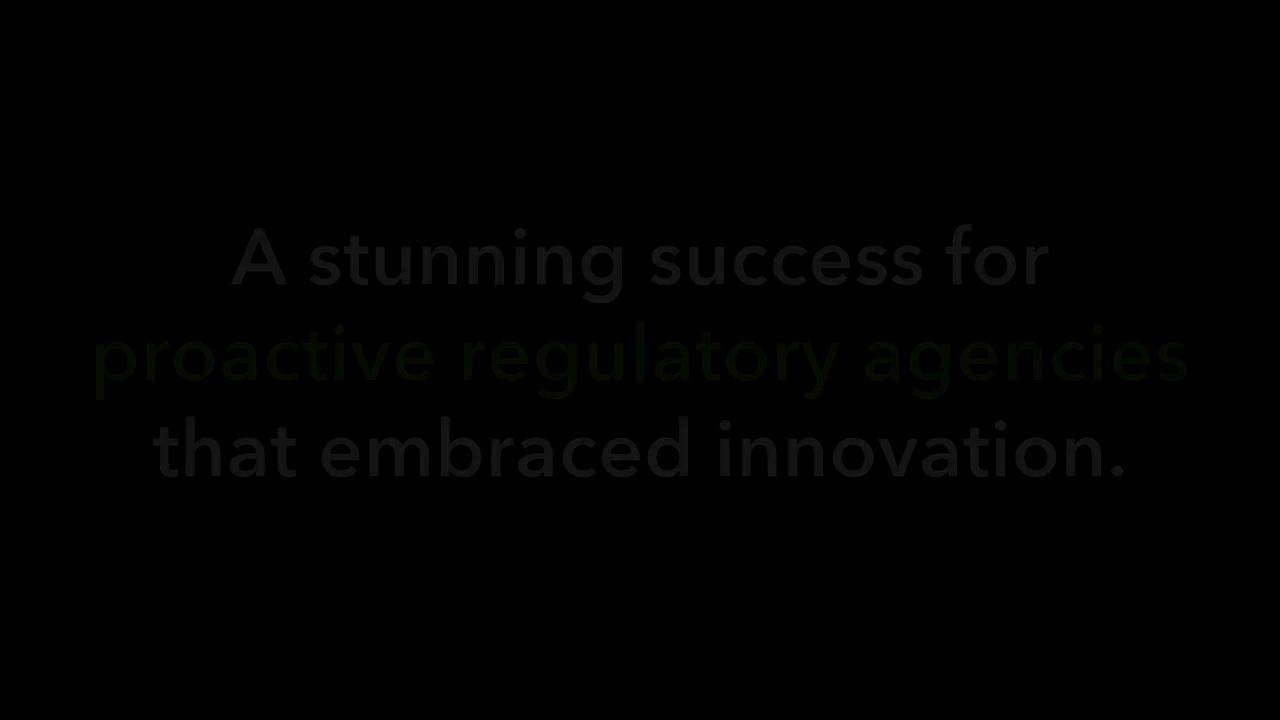 A stunning success for
proactive regulatory agencies
that embraced innovation.